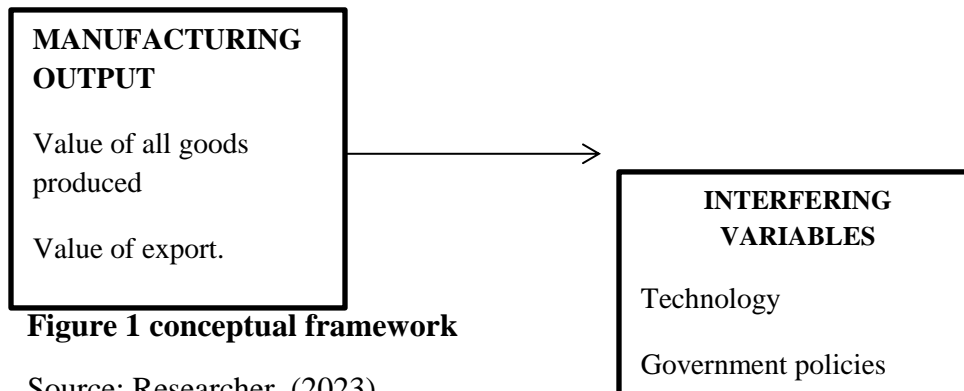 MANUFACTURING
OUTPUT
Value of all goods
produced
Value of export.
INTERFERING
VARIABLES
Technology
Government policies
Figure 1 conceptual framework
Source: Researcher (2023)